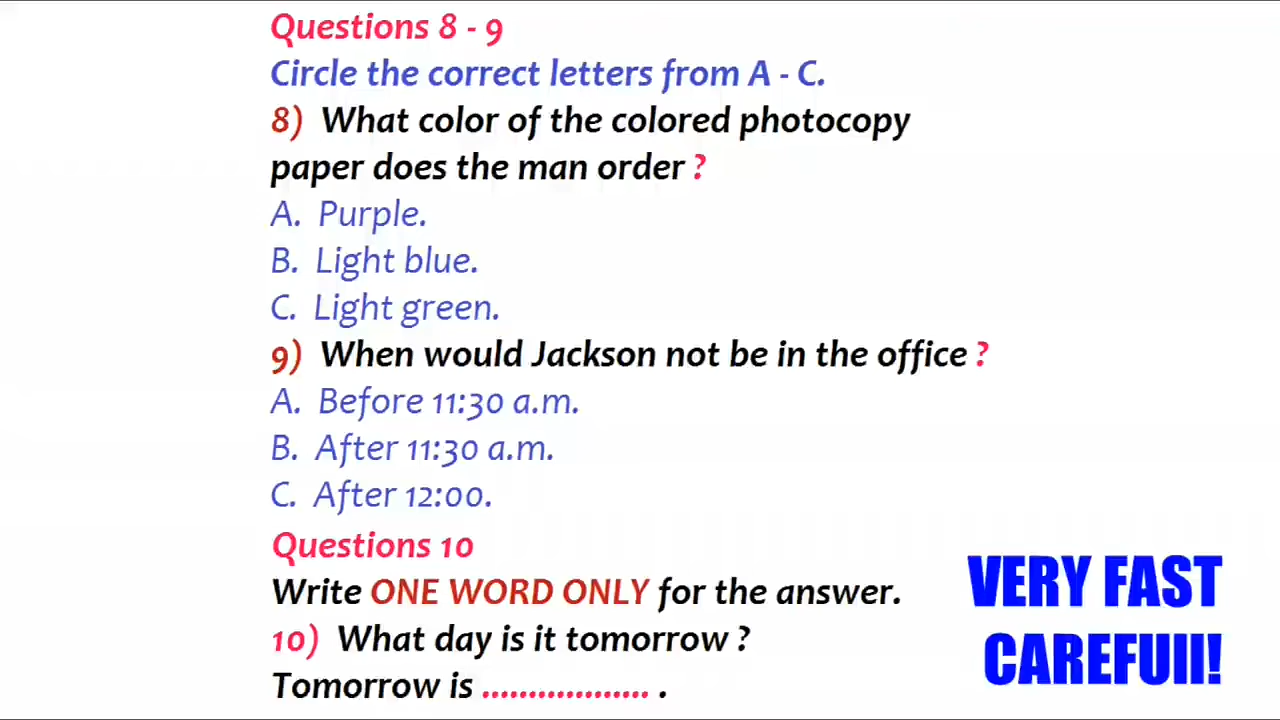 Questions 8 - 9
Circle the correct letters from A - C.
8) What color of the colored photocopy
paper does the man order ?
A. Purple.
B. Light blue.
C. Light green.
9) When would Jackson not be in the office ?
A. Before 11:30 a.m.
B. After 11:30 a.m.
C. After 12:00.
Questions 10
Write ONE WORD ONLY for the answer.
10) What day is it tomorrow ?
Tomorrow is .................. .
VERY FAST
CAREFUll!